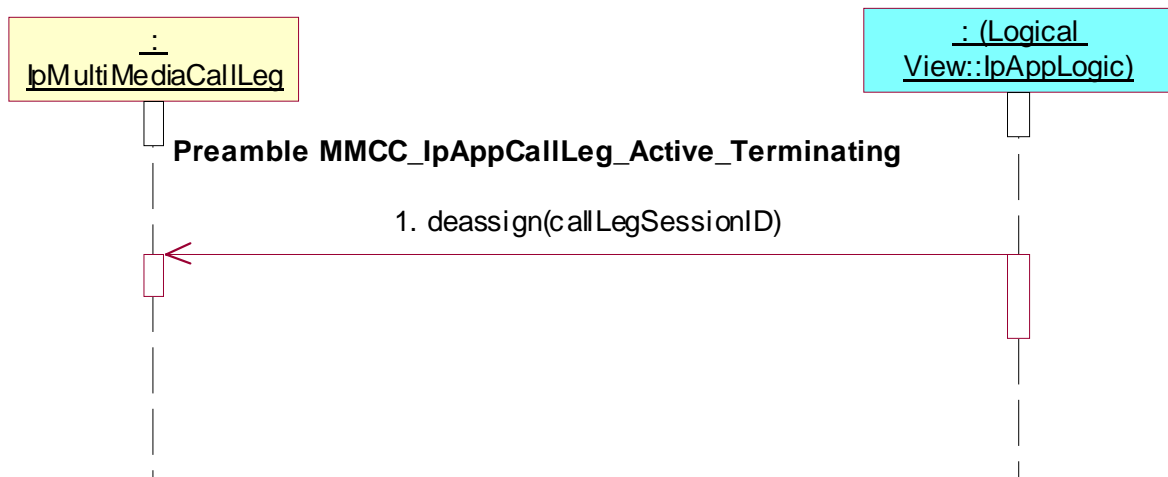 :
IpMultiMediaCallLeg
: (Logical
View::IpAppLogic)
Preamble MMCC_IpAppCallLeg_Active_Terminating
1. deassign(callLegSessionID)